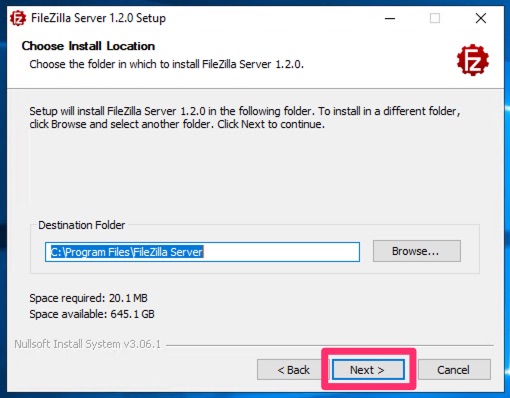 FileZilla Server 1.2.0 Setup
Choose Install Location
Choose the folder in which to install FileZilla Server 1.2.0.
FZ
Setup will install FileZilla Server 1.2.0 in the following folder. To install in a different folder,
click Browse and select another folder. Click Next to continue.
Destination Folder
C:\Program Files\FileZilla Server
Browse...
Space required: 20.1 MB
Space available: 645.1 GB
Nullsoft Install System v3.06.1
< Back
Next >
Cancel